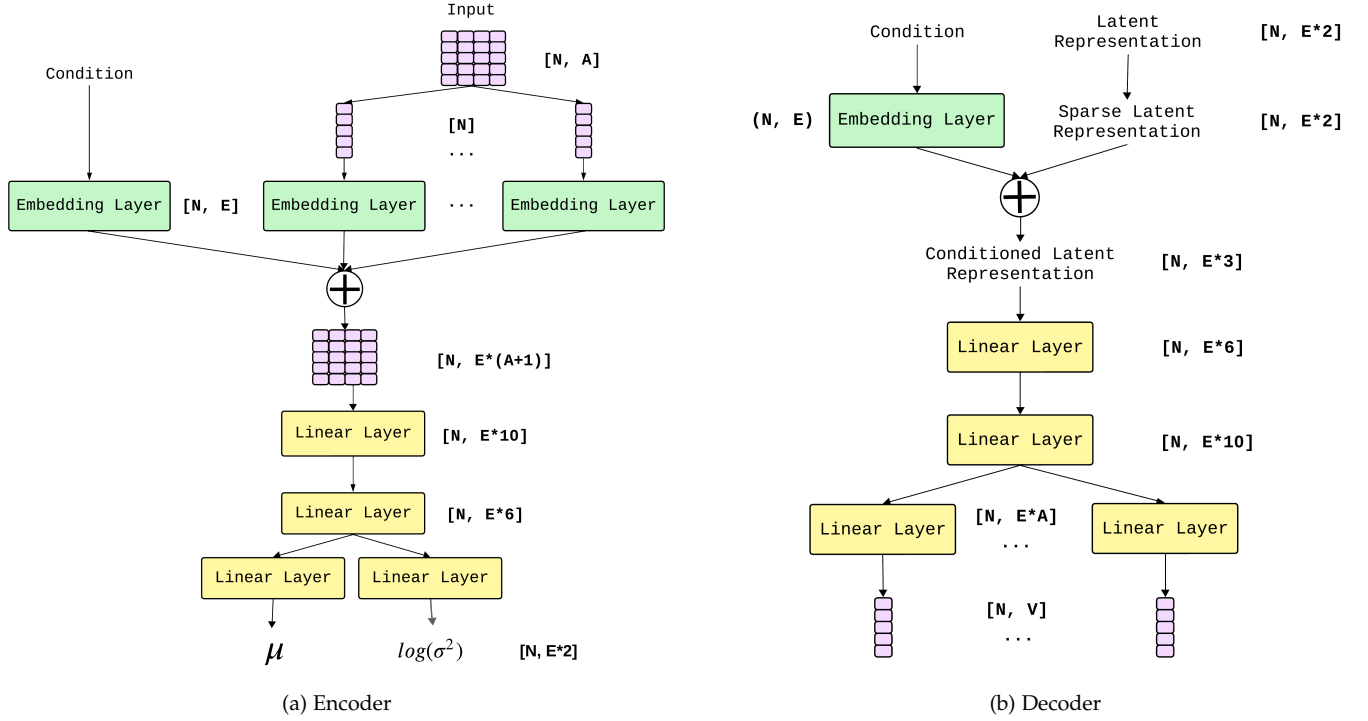 Input
[N, A]
Condition
[N]
...
Embedding Layer
[N, E]
Embedding Layer
...
Embedding Layer
[N, E*(A+1)]
Linear Layer
[N, E*10]
Linear Layer
[N, E*6]
Linear Layer
Linear Layer
μ
log(σ²)
[N, E*2]
(a) Encoder
Condition
Latent
Representation
[N, E*2]
(N, E)
Embedding Layer
Sparse Latent
Representation
[N, E*2]
Conditioned Latent
Representation
[N, E*3]
Linear Layer
[N, E*6]
Linear Layer
[N, E*10]
Linear Layer
[N, E*A]
...
Linear Layer
[N, V]
...
(b) Decoder